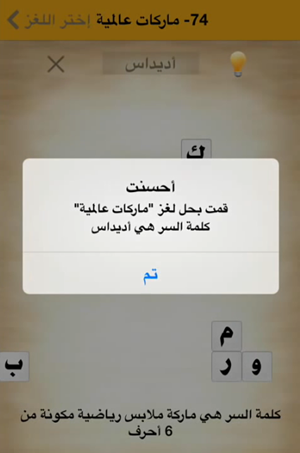 74- ماركات عالمية إختر اللغز
أديداس
ك
أحسنت
قمت بحل لغز "ماركات عالمية"
كلمة السر هي أديداس
تم
م
ب ر و
كلمة السر هي ماركة ملابس رياضية مكونة من
6 أحرف